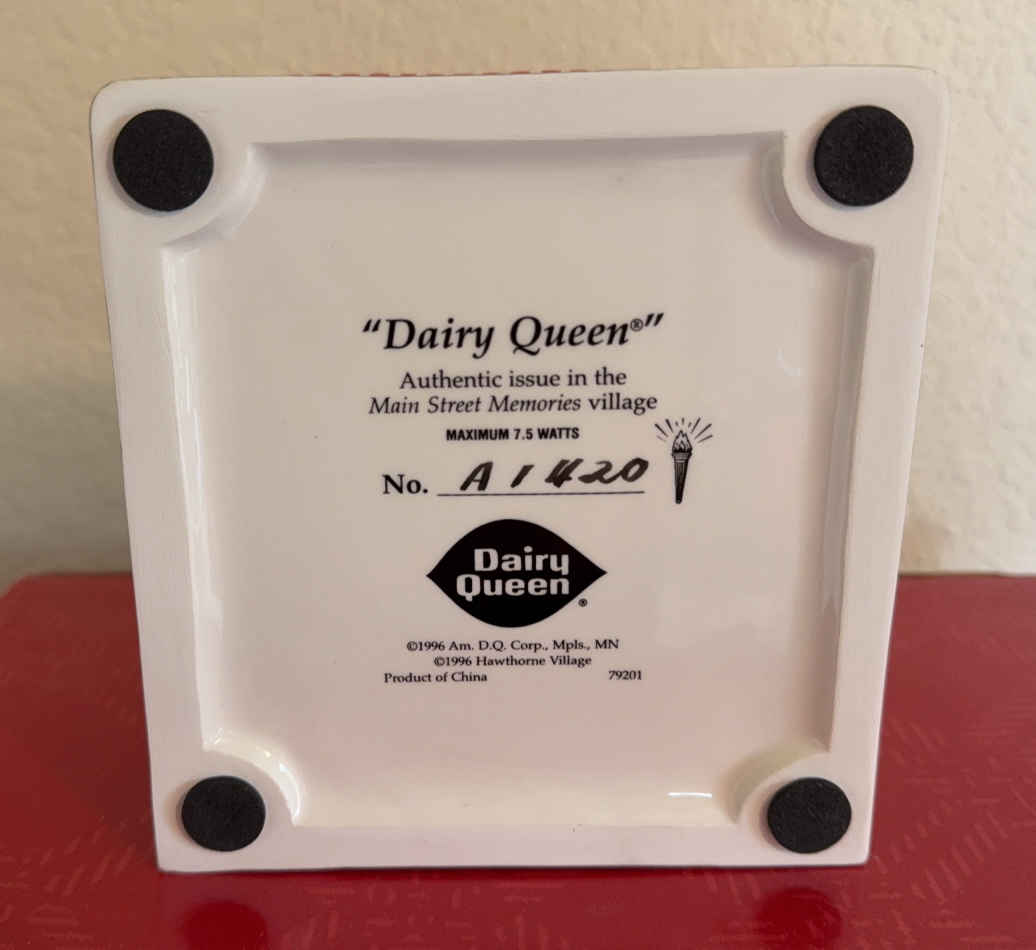 "Dairy Queen®"
Authentic issue in the
Main Street Memories village
MAXIMUM 7.5 WATTS
No. A1420
Dairy
Queen
®
©1996 Am. D.Q. Corp., Mpls., MN
©1996 Hawthorne Village
Product of China 79201